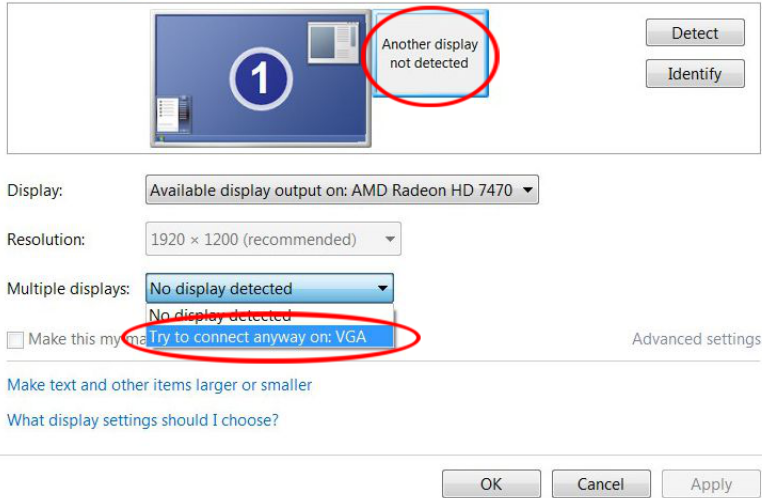 Another display
not detected
1
Detect
Identify
Display: Available display output on: AMD Radeon HD 7470
Resolution: 1920 × 1200 (recommended)
Multiple displays: No display detected
No display detected
Make this my ma Try to connect anyway on: VGA
Advanced settings
Make text and other items larger or smaller
What display settings should I choose?
OK Cancel Apply